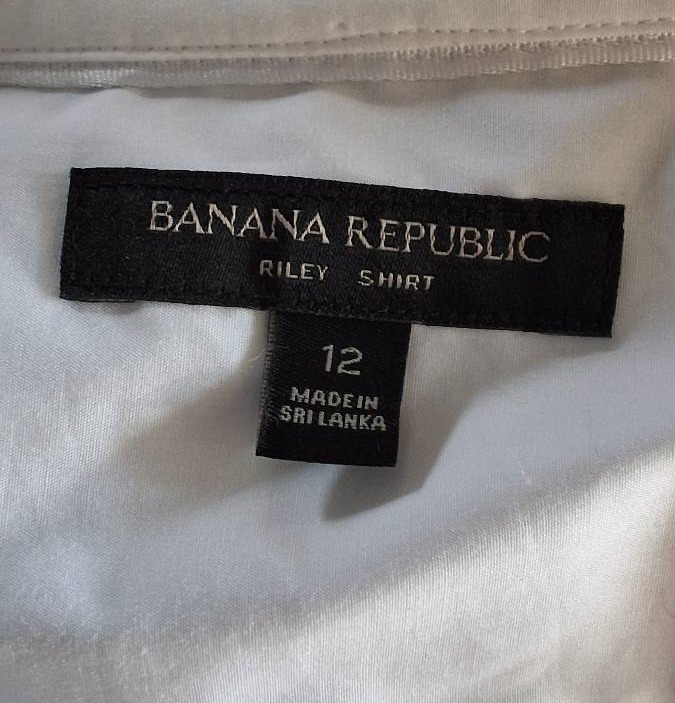 BANANA REPUBLIC
RILEY SHIRT
12
MADE IN
SRI LANKA